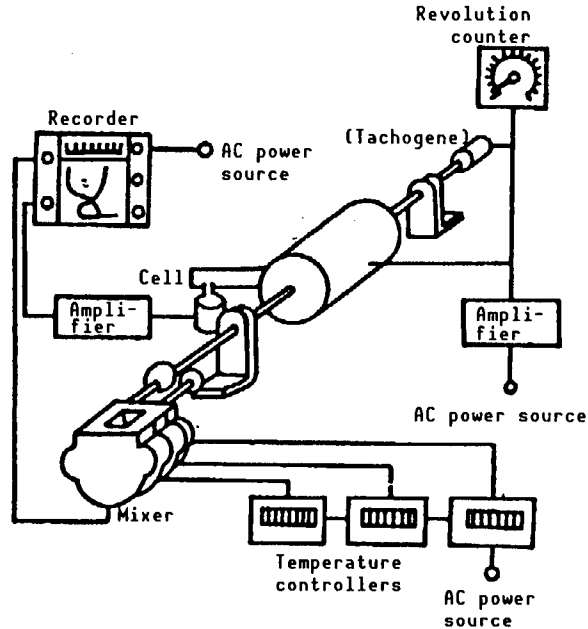 Revolution
counter
Recorder
(Tachogene)
AC power
source
Cell
Ampli-
fier
Ampli-
fier
AC power source
Mixer
Temperature
controllers
AC power
source